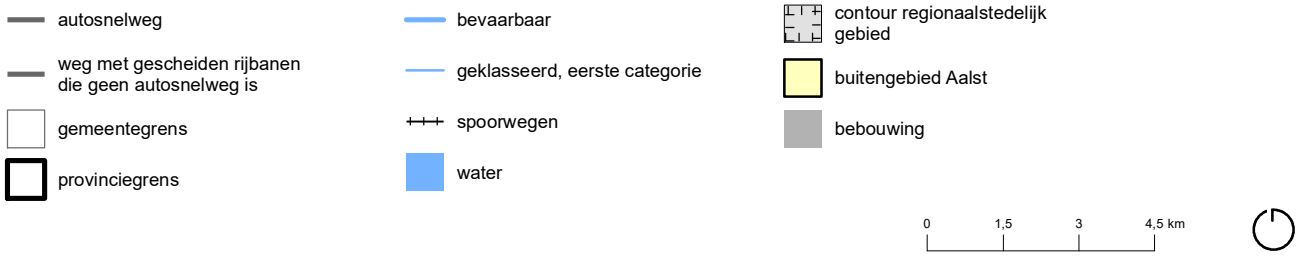 autosnelweg
weg met gescheiden rijbanen
die geen autosnelweg is
gemeentegrens
provinciegrens
bevaarbaar
geklasseerd, eerste categorie
spoorwegen
water
contour regionaalstedelijk
gebied
buitengebied Aalst
bebouwing
0 1,5 3 4,5 km